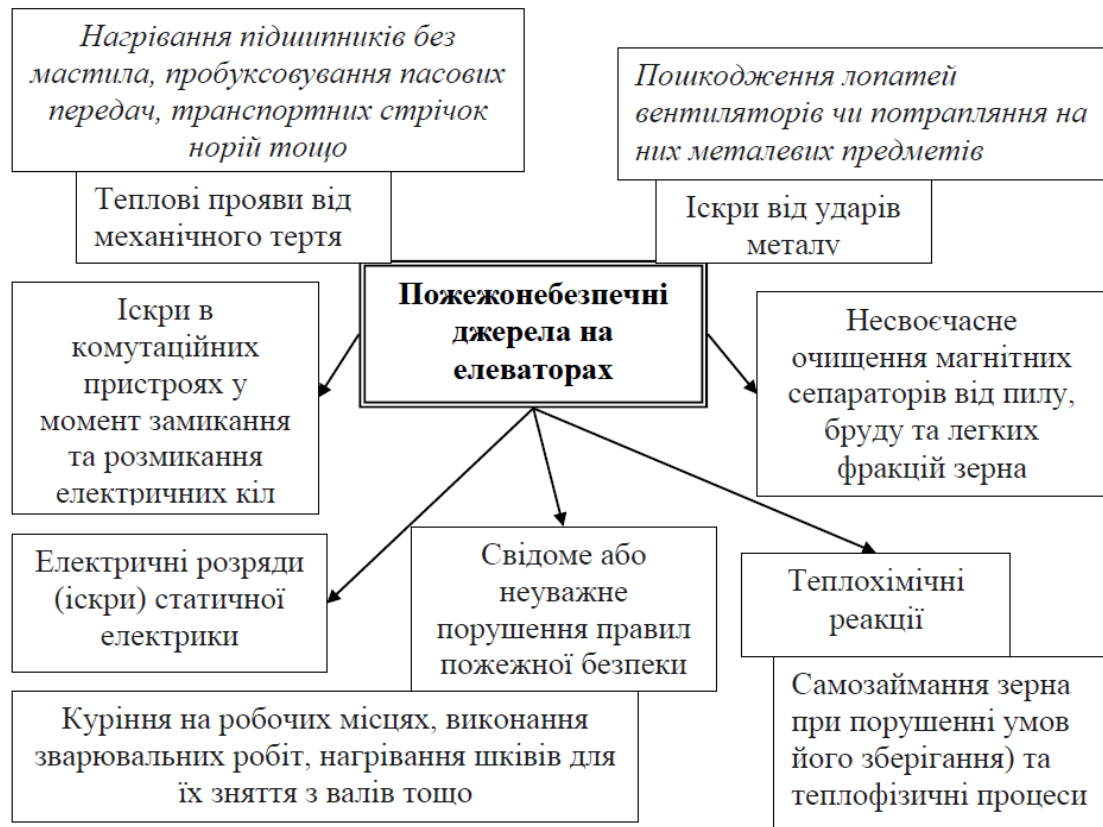 Нагрівання підшипників без
мастила, пробуксовування пасових
передач, транспортних стрічок
норій тощо
Теплові прояви від
механічного тертя
Пошкодження лопатей
вентиляторів чи потрапляння на
них металевих предметів
Іскри від ударів
металу
Пожежонебезпечні
джерела на
елеваторах
Іскри в
комутаційних
пристроях у
момент замикання
та розмикання
електричних кіл
Несвоєчасне
очищення магнітних
сепараторів від пилу,
бруду та легких
фракцій зерна
Електричні розряди
(іскри) статичної
електрики
Свідоме або
неуважне
порушення правил
пожежної безпеки
Теплохімічні
реакції
Куріння на робочих місцях, виконання
зварювальних робіт, нагрівання шківів для
їх зняття з валів тощо
Самозаймання зерна
при порушенні умов
його зберігання) та
теплофізичні процеси